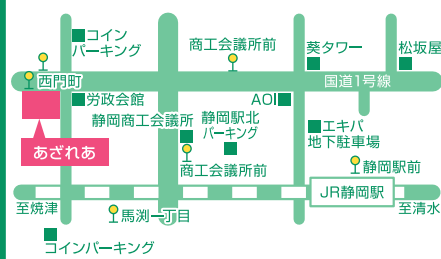 コイン
パーキング
商工会議所前
葵タワー
松坂屋
西門町
国道1号線
労政会館
AOI
静岡商工会議所
静岡駅北
パーキング
エキパ
地下駐車場
あざれあ
商工会議所前
静岡駅前
JR静岡駅
至焼津
馬渕一丁目
至清水
コインパーキング